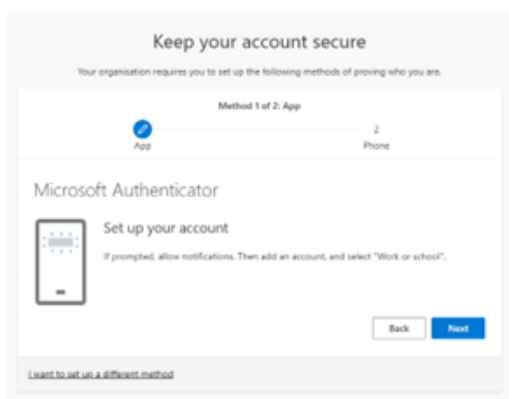 Keep your account secure
Your organisation requires you to set up the following methods of proving who you are.
Method 1 of 2: App
App
2
Phone
Microsoft Authenticator
Set up your account
If prompted, allow notifications. Then add an account, and select "Work or school".
Back
Next
I want to set up a different method